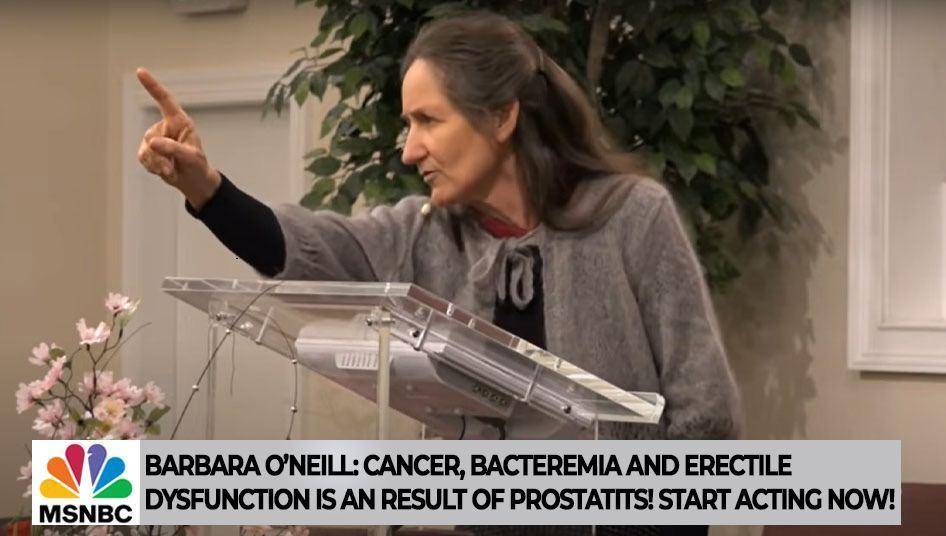 BARBARA O'NEILL: CANCER, BACTEREMIA AND ERECTILE
DYSFUNCTION IS AN RESULT OF PROSTATITS! START ACTING NOW!
MSNBC